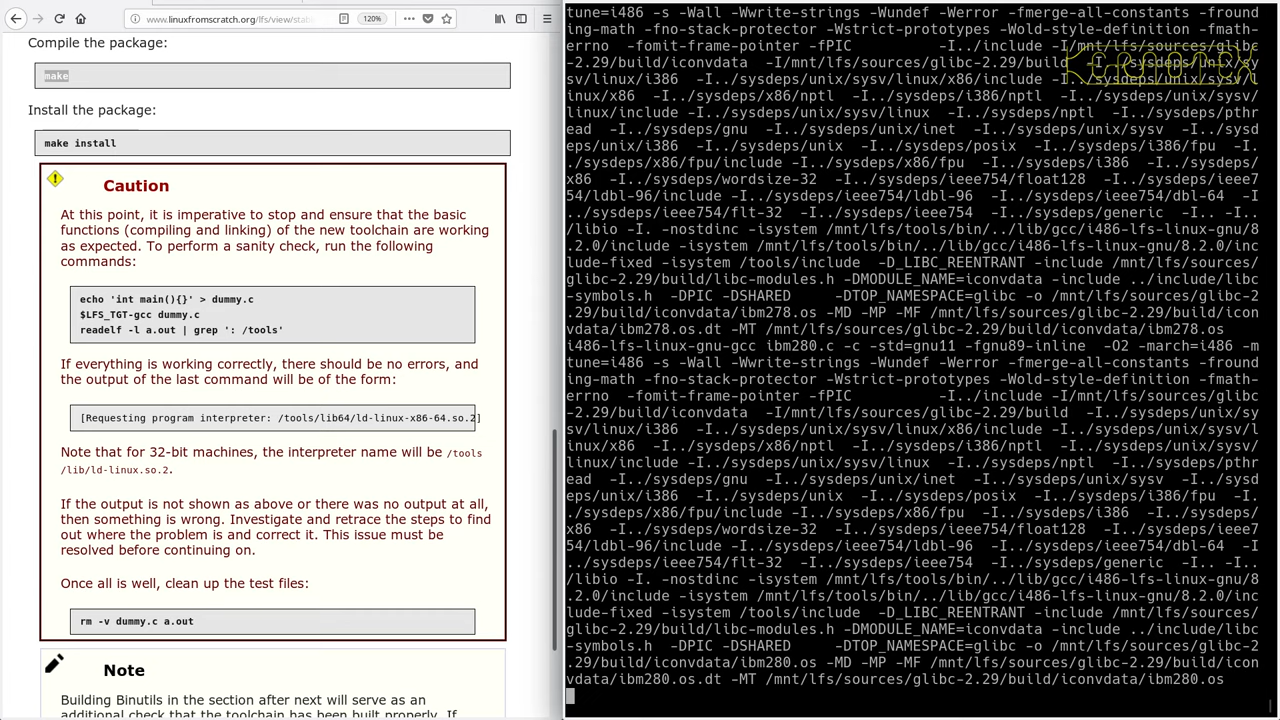 www.linuxfromscratch.org/lfs/view/stab
120%
Compile the package:
make
Install the package:
make install
Caution
At this point, it is imperative to stop and ensure that the basic
functions (compiling and linking) of the new toolchain are working
as expected. To perform a sanity check, run the following
commands:
echo 'int main(){}' > dummy.c
$LFS_TGT-gcc dummy.c
readelf -l a.out | grep ': /tools'
If everything is working correctly, there should be no errors, and
the output of the last command will be of the form:
[Requesting program interpreter: /tools/lib64/ld-linux-x86-64.so.2]
Note that for 32-bit machines, the interpreter name will be /tools
/lib/ld-linux.so.2.
If the output is not shown as above or there was no output at all,
then something is wrong. Investigate and retrace the steps to find
out where the problem is and correct it. This issue must be
resolved before continuing on.
Once all is well, clean up the test files:
rm -v dummy.c a.out
Note
Building Binutils in the section after next will serve as an
additional check that the toolchain has been built properly. If
tune=i486 -s -Wall -Wwrite-strings -Wundef -Werror -fmerge-all-constants -fround
ing-math -fno-stack-protector -Wstrict-prototypes -Wold-style-definition -fmath-
errno  -fomit-frame-pointer -fPIC          -I../include -I/mnt/lfs/sources/glibc
-2.29/build/iconvdata  -I/mnt/lfs/sources/glibc-2.29/build  -I../sysdeps/unix/sy
sv/linux/i386  -I../sysdeps/unix/sysv/linux/x86/include -I../sysdeps/unix/sysv/l
inux/x86  -I../sysdeps/x86/nptl  -I../sysdeps/i386/nptl  -I../sysdeps/unix/sysv/
linux/include -I../sysdeps/unix/sysv/linux  -I../sysdeps/nptl  -I../sysdeps/pthr
ead  -I../sysdeps/gnu  -I../sysdeps/unix/inet  -I../sysdeps/unix/sysv  -I../sysd
eps/unix/i386  -I../sysdeps/unix  -I../sysdeps/posix  -I../sysdeps/i386/fpu  -I.
./sysdeps/x86/fpu/include -I../sysdeps/x86/fpu  -I../sysdeps/i386  -I../sysdeps/
x86  -I../sysdeps/wordsize-32  -I../sysdeps/ieee754/float128  -I../sysdeps/ieee7
54/ldbl-96/include -I../sysdeps/ieee754/ldbl-96  -I../sysdeps/ieee754/dbl-64  -I
../sysdeps/ieee754/flt-32  -I../sysdeps/ieee754  -I../sysdeps/generic  -I.. -I..
/libio -I. -nostdinc -isystem /mnt/lfs/tools/bin/../lib/gcc/i486-lfs-linux-gnu/8
.2.0/include -isystem /mnt/lfs/tools/bin/../lib/gcc/i486-lfs-linux-gnu/8.2.0/inc
lude-fixed -isystem /tools/include  -D_LIBC_REENTRANT -include /mnt/lfs/sources/
glibc-2.29/build/libc-modules.h -DMODULE_NAME=iconvdata -include ../include/libc
-symbols.h  -DPIC -DSHARED     -DTOP_NAMESPACE=glibc -o /mnt/lfs/sources/glibc-2
.29/build/iconvdata/ibm278.os -MD -MP -MF /mnt/lfs/sources/glibc-2.29/build/icon
vdata/ibm278.os.dt -MT /mnt/lfs/sources/glibc-2.29/build/iconvdata/ibm278.os
i486-lfs-linux-gnu-gcc ibm280.c -c -std=gnu11 -fgnu89-inline  -O2 -march=i486 -m
tune=i486 -s -Wall -Wwrite-strings -Wundef -Werror -fmerge-all-constants -fround
ing-math -fno-stack-protector -Wstrict-prototypes -Wold-style-definition -fmath-
errno  -fomit-frame-pointer -fPIC          -I../include -I/mnt/lfs/sources/glibc
-2.29/build/iconvdata  -I/mnt/lfs/sources/glibc-2.29/build  -I../sysdeps/unix/sy
sv/linux/i386  -I../sysdeps/unix/sysv/linux/x86/include -I../sysdeps/unix/sysv/l
inux/x86  -I../sysdeps/x86/nptl  -I../sysdeps/i386/nptl  -I../sysdeps/unix/sysv/
linux/include -I../sysdeps/unix/sysv/linux  -I../sysdeps/nptl  -I../sysdeps/pthr
ead  -I../sysdeps/gnu  -I../sysdeps/unix/inet  -I../sysdeps/unix/sysv  -I../sysd
eps/unix/i386  -I../sysdeps/unix  -I../sysdeps/posix  -I../sysdeps/i386/fpu  -I.
./sysdeps/x86/fpu/include -I../sysdeps/x86/fpu  -I../sysdeps/i386  -I../sysdeps/
x86  -I../sysdeps/wordsize-32  -I../sysdeps/ieee754/float128  -I../sysdeps/ieee7
54/ldbl-96/include -I../sysdeps/ieee754/ldbl-96  -I../sysdeps/ieee754/dbl-64  -I
../sysdeps/ieee754/flt-32  -I../sysdeps/ieee754  -I../sysdeps/generic  -I.. -I..
/libio -I. -nostdinc -isystem /mnt/lfs/tools/bin/../lib/gcc/i486-lfs-linux-gnu/8
.2.0/include -isystem /mnt/lfs/tools/bin/../lib/gcc/i486-lfs-linux-gnu/8.2.0/inc
lude-fixed -isystem /tools/include  -D_LIBC_REENTRANT -include /mnt/lfs/sources/
glibc-2.29/build/libc-modules.h -DMODULE_NAME=iconvdata -include ../include/libc
-symbols.h  -DPIC -DSHARED     -DTOP_NAMESPACE=glibc -o /mnt/lfs/sources/glibc-2
.29/build/iconvdata/ibm280.os -MD -MP -MF /mnt/lfs/sources/glibc-2.29/build/icon
vdata/ibm280.os.dt -MT /mnt/lfs/sources/glibc-2.29/build/iconvdata/ibm280.os